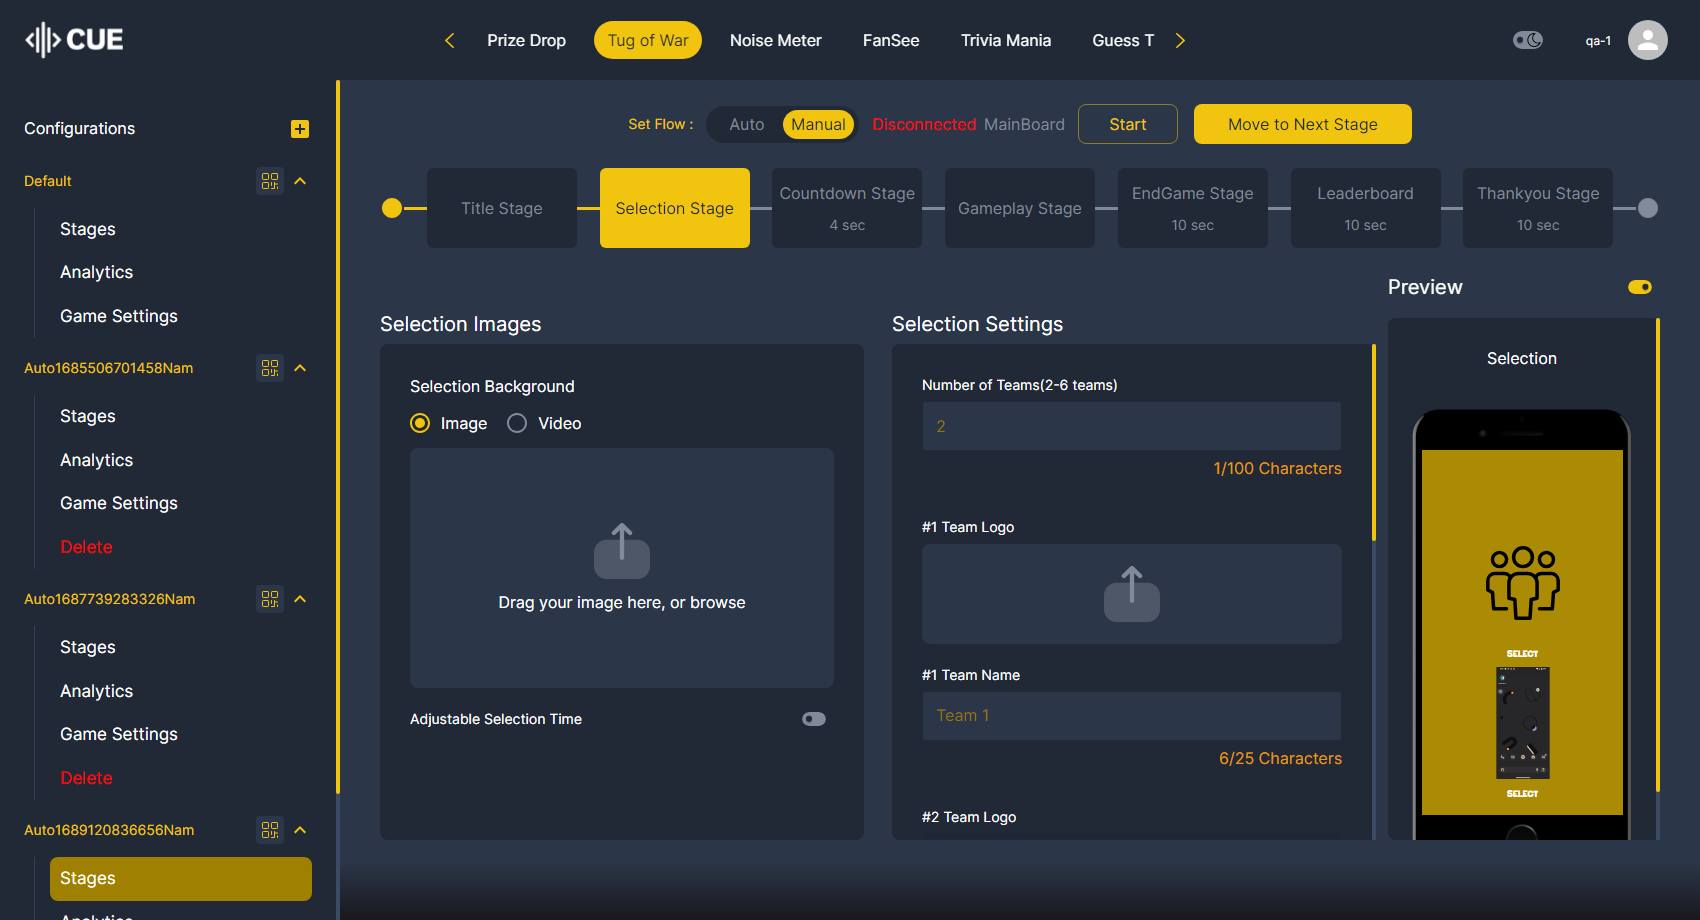 CUE
Prize Drop
Tug of War
Noise Meter
FanSee
Trivia Mania
Guess T
qa-1
Configurations
Default
Stages
Analytics
Game Settings
Auto1685506701458Nam
Stages
Analytics
Game Settings
Delete
Auto1687739283326Nam
Stages
Analytics
Game Settings
Delete
Auto1689120836656Nam
Stages
Analytics
Set Flow :
Auto
Manual
Disconnected MainBoard
Start
Move to Next Stage
Title Stage
Selection Stage
Countdown Stage
4 sec
Gameplay Stage
EndGame Stage
10 sec
Leaderboard
10 sec
Thankyou Stage
10 sec
Selection Images
Selection Background
Image
Video
Drag your image here, or browse
Adjustable Selection Time
Selection Settings
Number of Teams(2-6 teams)
2
1/100 Characters
#1 Team Logo
#1 Team Name
Team 1
6/25 Characters
#2 Team Logo
Preview
Selection
SELECT
SELECT